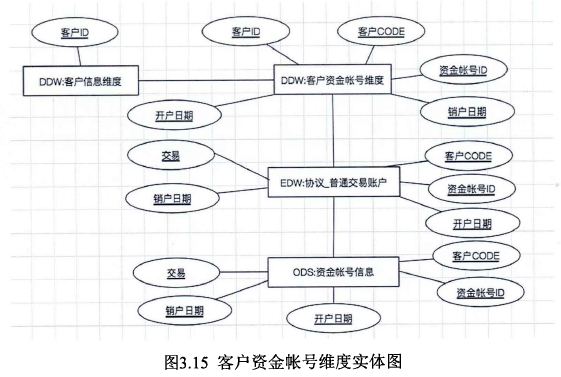 客户ID
客户ID
客户CODE
DDW:客户信息维度
DDW:客户资金帐号维度
资金帐号ID
开户日期
销户日期
交易
客户CODE
EDW:协议_普通交易账户
资金帐号ID
销户日期
开户日期
客户CODE
交易
ODS:资金帐号信息
资金帐号ID
销户日期
开户日期
图3.15 客户资金帐号维度实体图